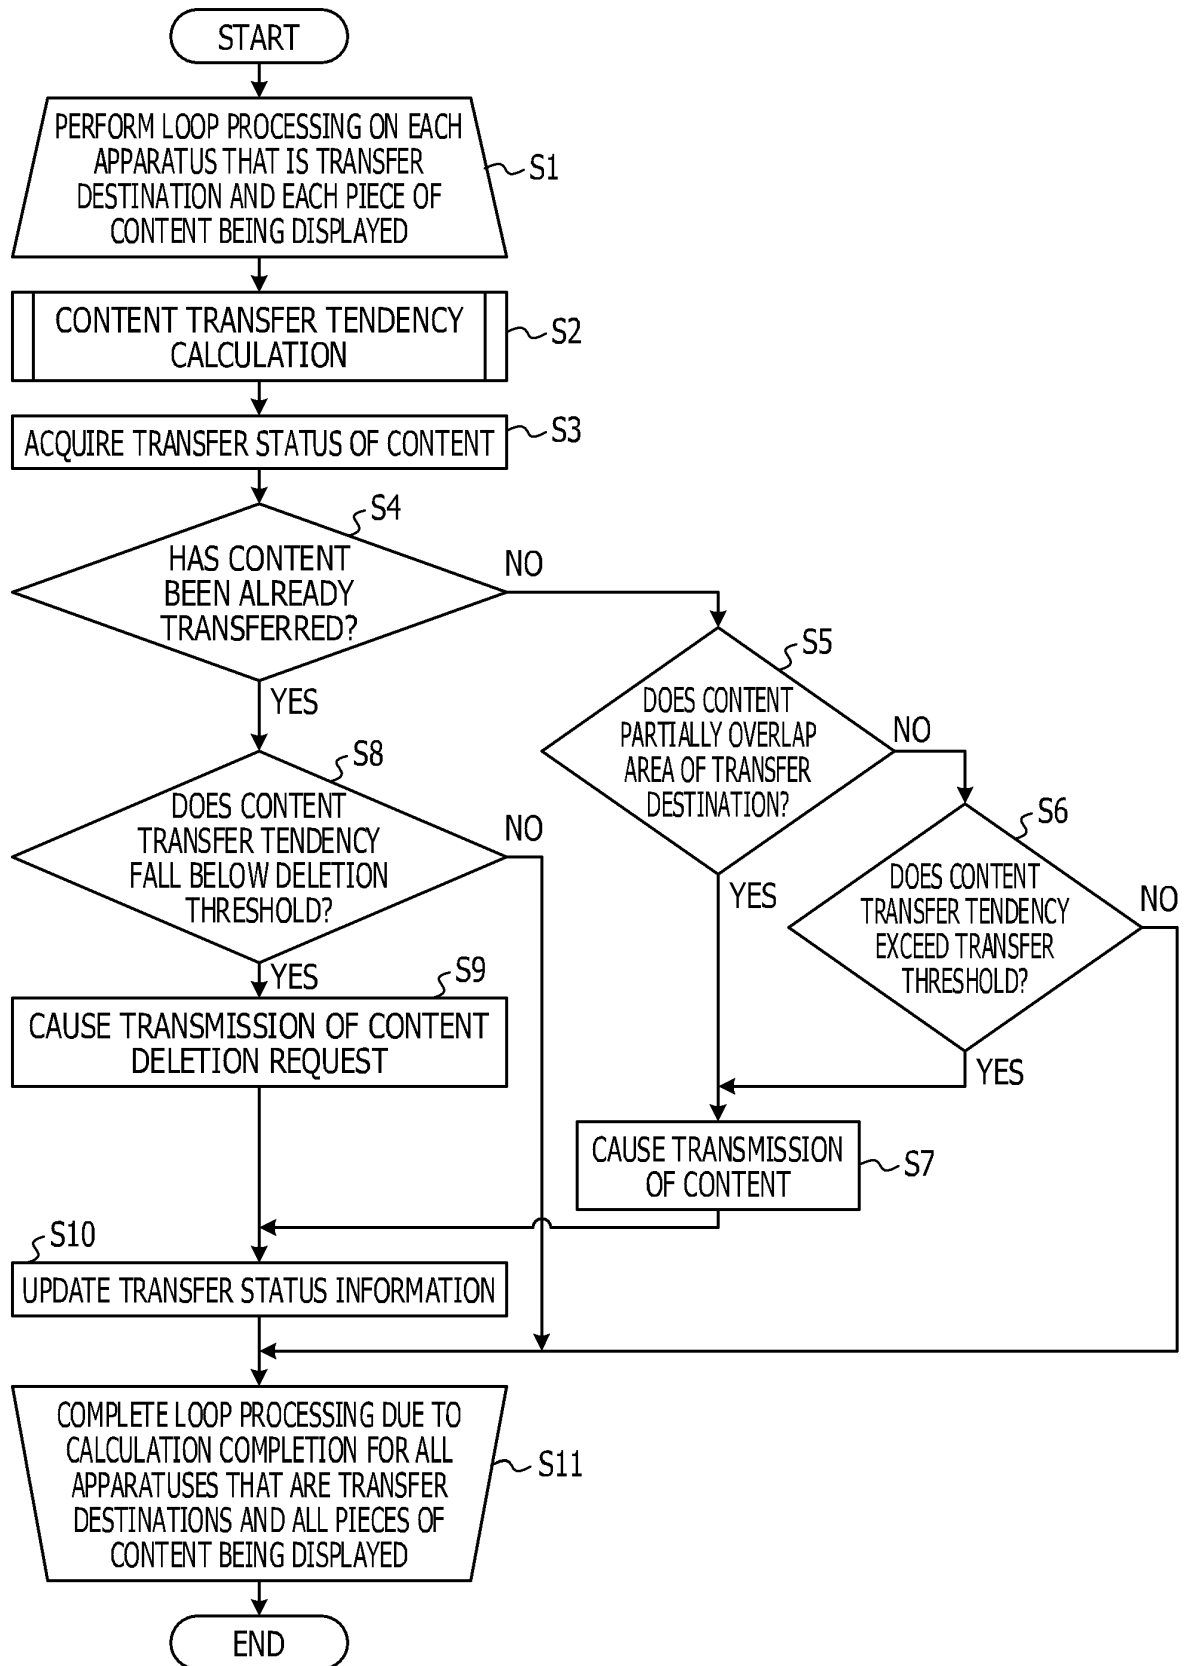 START
PERFORM LOOP PROCESSING ON EACH
APPARATUS THAT IS TRANSFER
DESTINATION AND EACH PIECE OF
CONTENT BEING DISPLAYED
S1
CONTENT TRANSFER TENDENCY
CALCULATION
S2
ACQUIRE TRANSFER STATUS OF CONTENT
S3
S4
HAS CONTENT
BEEN ALREADY
TRANSFERRED?
NO
YES
S5
DOES CONTENT
PARTIALLY OVERLAP
AREA OF TRANSFER
DESTINATION?
NO
YES
S6
DOES CONTENT
TRANSFER TENDENCY
EXCEED TRANSFER
THRESHOLD?
NO
YES
S8
DOES CONTENT
TRANSFER TENDENCY
FALL BELOW DELETION
THRESHOLD?
NO
YES
S9
CAUSE TRANSMISSION OF CONTENT
DELETION REQUEST
CAUSE TRANSMISSION
OF CONTENT
S7
S10
UPDATE TRANSFER STATUS INFORMATION
COMPLETE LOOP PROCESSING DUE TO
CALCULATION COMPLETION FOR ALL
APPARATUSES THAT ARE TRANSFER
DESTINATIONS AND ALL PIECES OF
CONTENT BEING DISPLAYED
S11
END